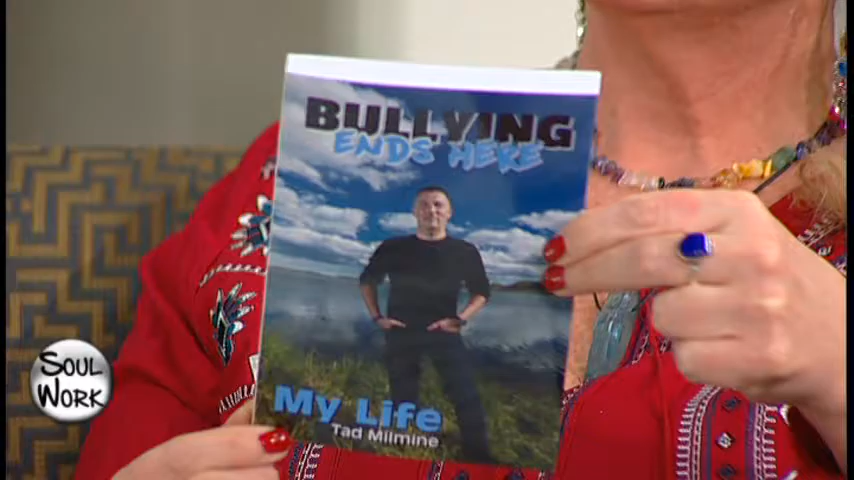 BULLYING
ENDS HERE
My Life
Tad Milmine
SOUL
WORK